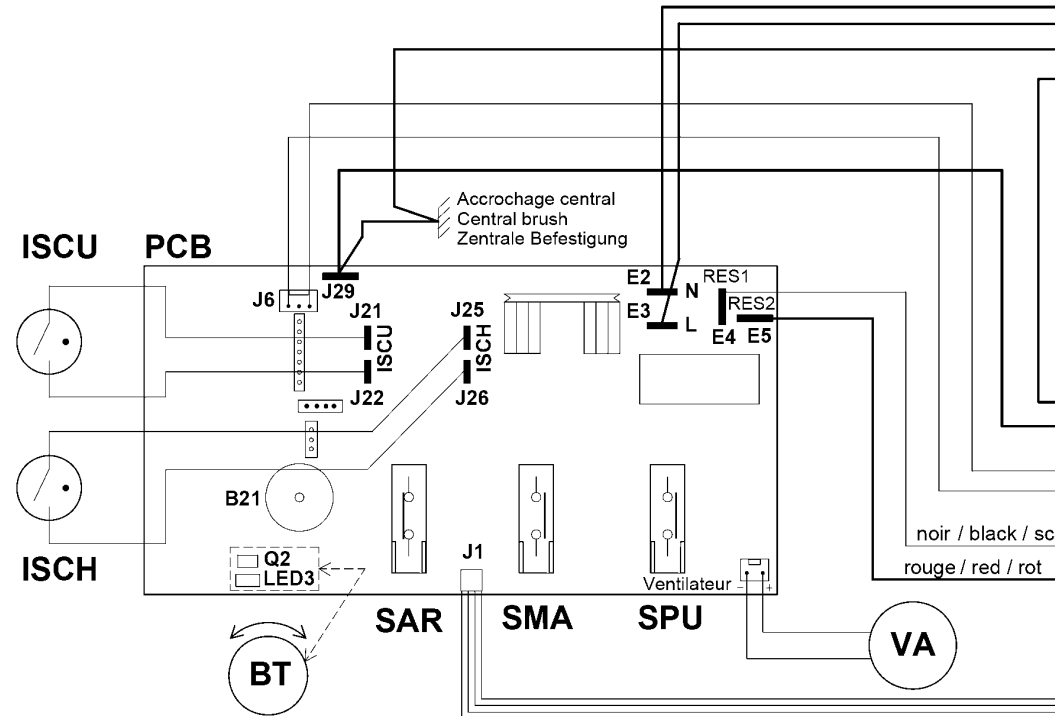 Accrochage central
Central brush
Zentrale Befestigung
ISCU
PCB
J29
J6
J21
ISCU
J22
J25
ISCH
J26
E2
N
E3
L
RES1
RES2
E4
E5
B21
Q2
LED3
ISCH
J1
noir / black / sc
rouge / red / rot
Ventilateur
-
+
SAR
SMA
SPU
BT
VA